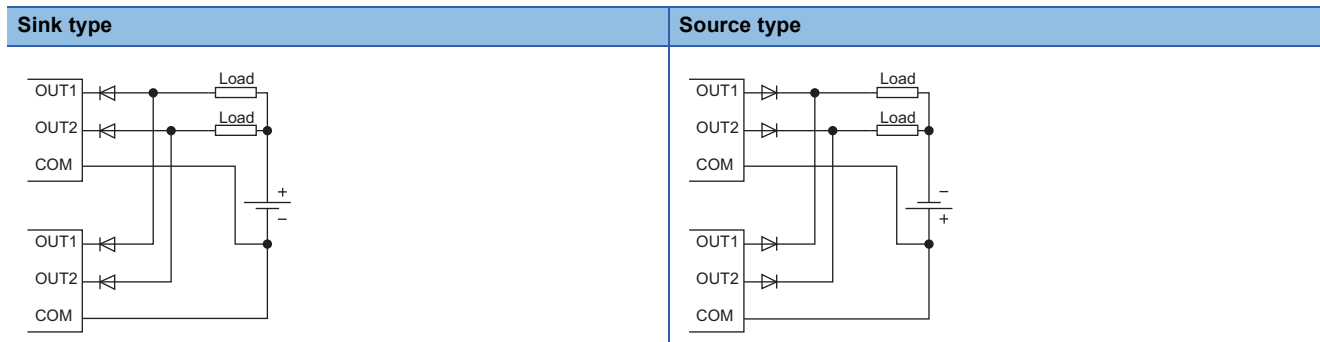 Sink type
Source type
OUT1
Load
OUT2
Load
COM
+
–
OUT1
OUT2
COM
OUT1
Load
OUT2
Load
COM
–
+
OUT1
OUT2
COM